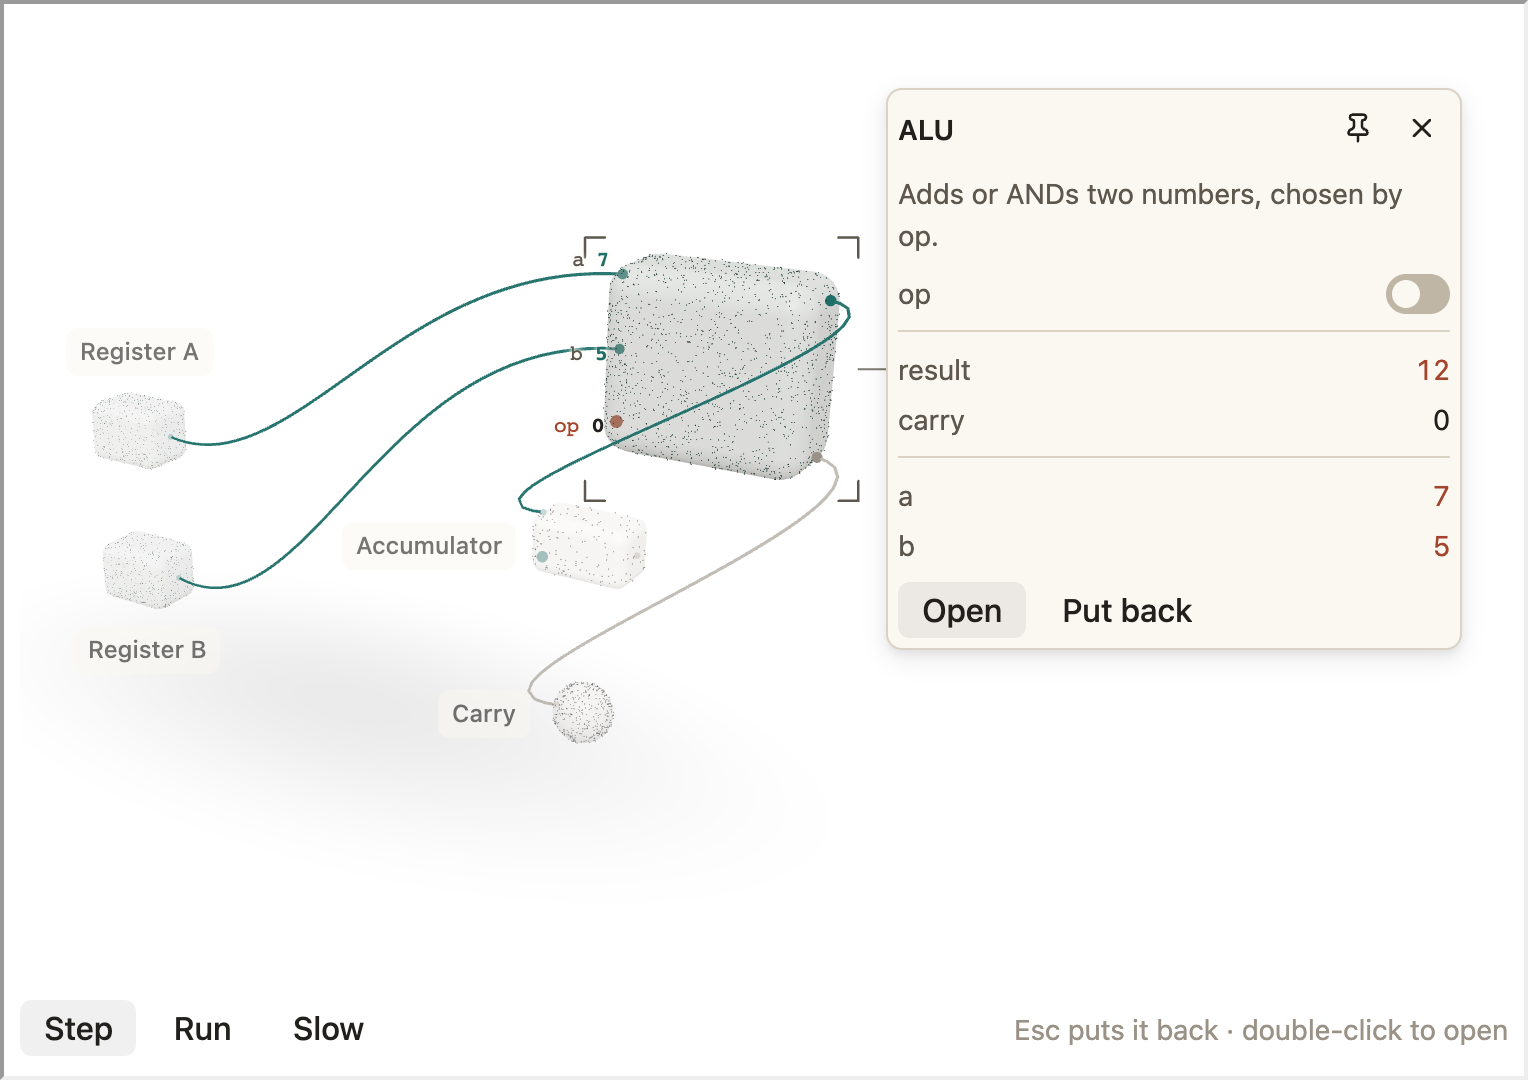 ALU
Adds or ANDs two numbers, chosen by
op.
op
result 12
carry 0
a 7
b 5
Open Put back
a 7
b 5
op 0
Register A
Register B
Accumulator
Carry
Step Run Slow
Esc puts it back · double-click to open